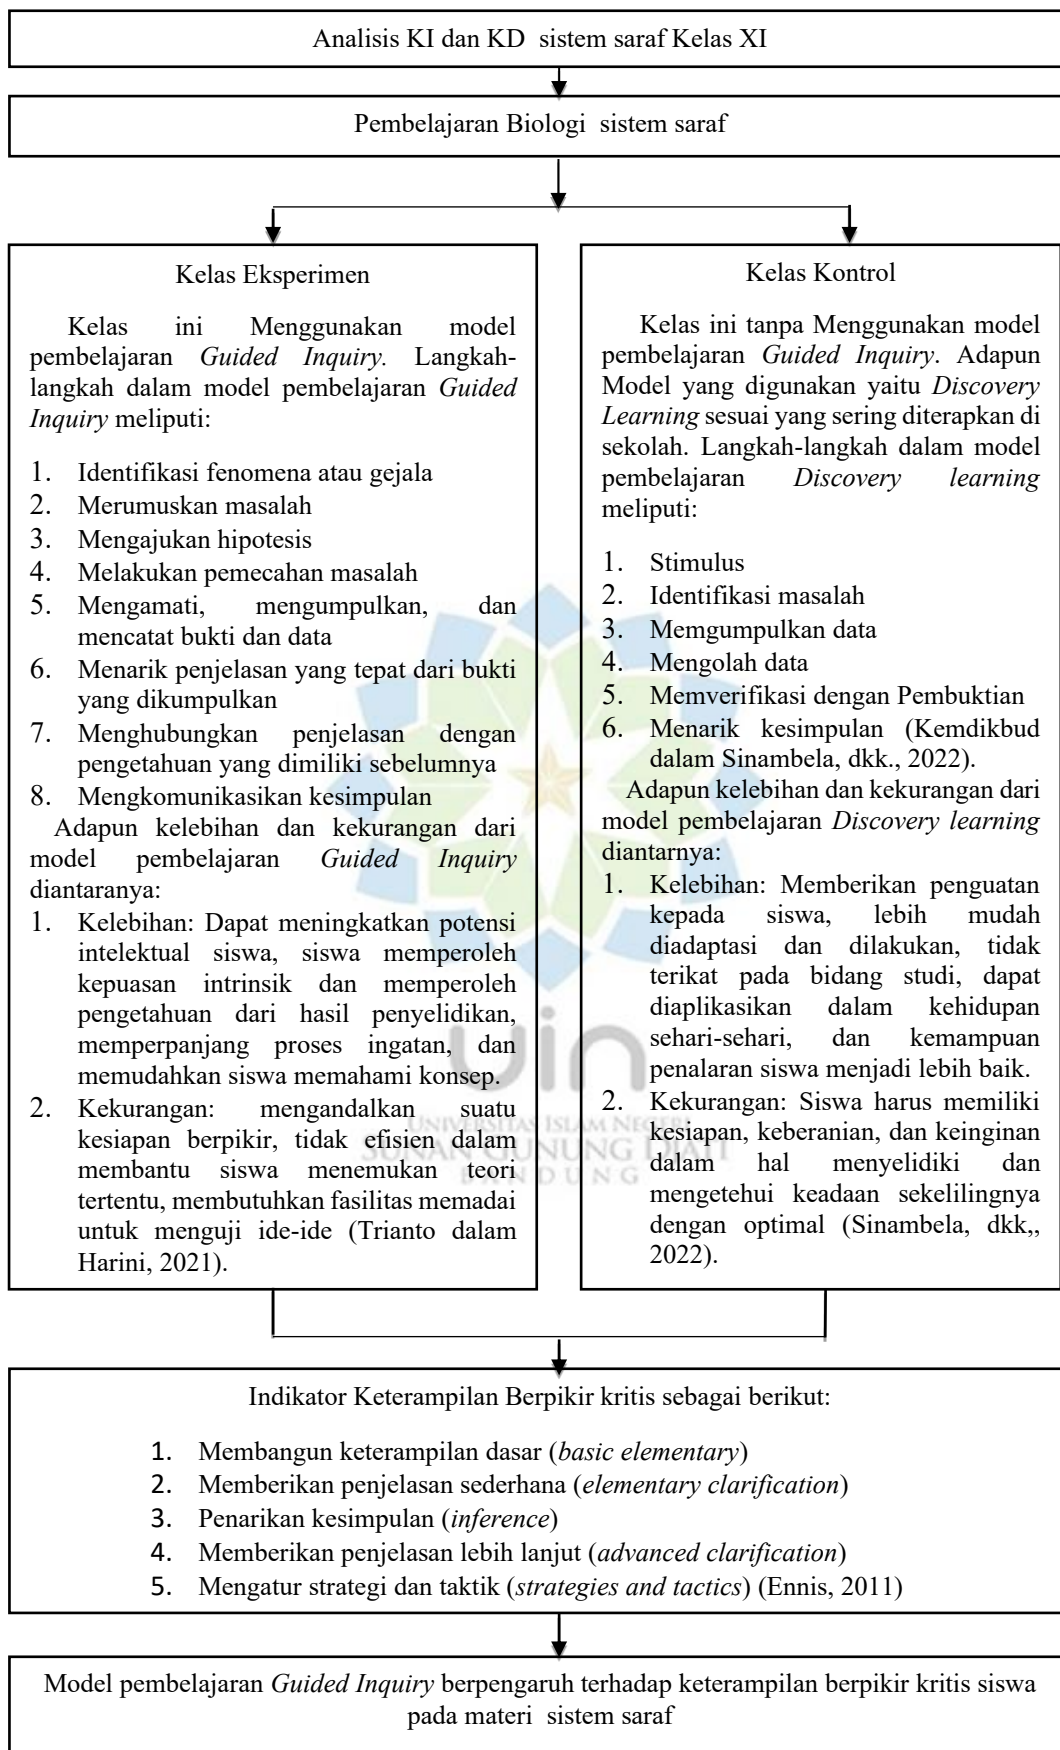 Analisis KI dan KD sistem saraf Kelas XI
Pembelajaran Biologi sistem saraf
Kelas Eksperimen
Kelas ini Menggunakan model
pembelajaran Guided Inquiry. Langkah-
langkah dalam model pembelajaran Guided
Inquiry meliputi:
1. Identifikasi fenomena atau gejala
2. Merumuskan masalah
3. Mengajukan hipotesis
4. Melakukan pemecahan masalah
5. Mengamati, mengumpulkan, dan
mencatat bukti dan data
6. Menarik penjelasan yang tepat dari bukti
yang dikumpulkan
7. Menghubungkan penjelasan dengan
pengetahuan yang dimiliki sebelumnya
8. Mengkomunikasikan kesimpulan
Adapun kelebihan dan kekurangan dari
model pembelajaran Guided Inquiry
diantaranya:
1. Kelebihan: Dapat meningkatkan potensi
intelektual siswa, siswa memperoleh
kepuasan intrinsik dan memperoleh
pengetahuan dari hasil penyelidikan,
memperpanjang proses ingatan, dan
memudahkan siswa memahami konsep.
2. Kekurangan: mengandalkan suatu
kesiapan berpikir, tidak efisien dalam
membantu siswa menemukan teori
tertentu, membutuhkan fasilitas memadai
untuk menguji ide-ide (Trianto dalam
Harini, 2021).
Kelas Kontrol
Kelas ini tanpa Menggunakan model
pembelajaran Guided Inquiry. Adapun
Model yang digunakan yaitu Discovery
Learning sesuai yang sering diterapkan di
sekolah. Langkah-langkah dalam model
pembelajaran Discovery learning
meliputi:
1. Stimulus
2. Identifikasi masalah
3. Memgumpulkan data
4. Mengolah data
5. Memverifikasi dengan Pembuktian
6. Menarik kesimpulan (Kemdikbud
dalam Sinambela, dkk., 2022).
Adapun kelebihan dan kekurangan dari
model pembelajaran Discovery learning
diantarnya:
1. Kelebihan: Memberikan penguatan
kepada siswa, lebih mudah
diadaptasi dan dilakukan, tidak
terikat pada bidang studi, dapat
diaplikasikan dalam kehidupan
sehari-sehari, dan kemampuan
penalaran siswa menjadi lebih baik.
2. Kekurangan: Siswa harus memiliki
kesiapan, keberanian, dan keinginan
dalam hal menyelidiki dan
mengetehui keadaan sekelilingnya
dengan optimal (Sinambela, dkk,,
2022).
uin
UNIVERSITAS ISLAM NEGERI
SUNAN GUNUNG DJATI
BANDUNG
Indikator Keterampilan Berpikir kritis sebagai berikut:
1. Membangun keterampilan dasar (basic elementary)
2. Memberikan penjelasan sederhana (elementary clarification)
3. Penarikan kesimpulan (inference)
4. Memberikan penjelasan lebih lanjut (advanced clarification)
5. Mengatur strategi dan taktik (strategies and tactics) (Ennis, 2011)
Model pembelajaran Guided Inquiry berpengaruh terhadap keterampilan berpikir kritis siswa
pada materi sistem saraf